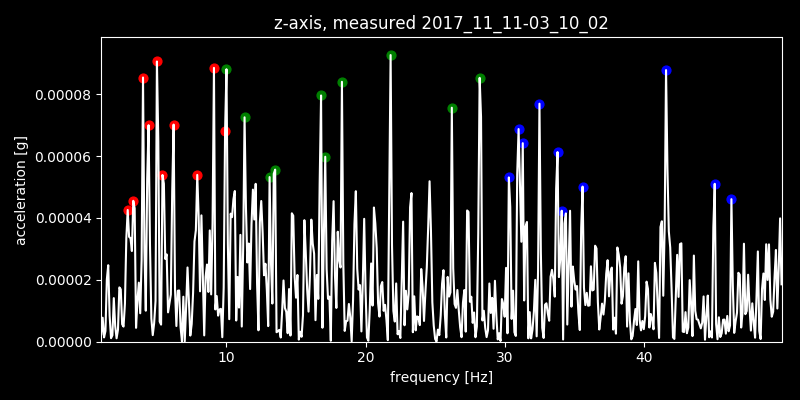 z-axis, measured 2017_11_11-03_10_02
acceleration [g]
0.00008
0.00006
0.00004
0.00002
0.00000
10 20 30 40
frequency [Hz]